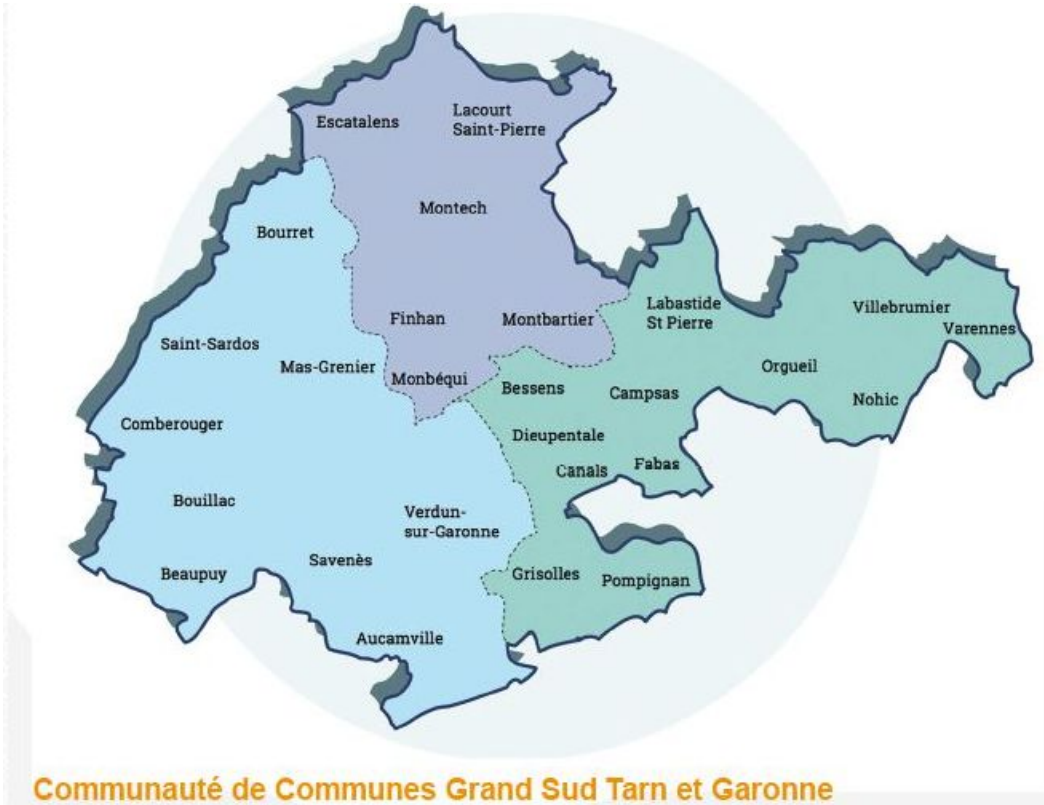 Escatalens
Lacourt
Saint-Pierre
Montech
Bourret
Finhan
Montbartier
Labastide
St Pierre
Villebrumier
Varennes
Saint-Sardos
Mas-Grenier
Monbéqui
Bessens
Campsas
Orgueil
Nohic
Comberouger
Dieupentale
Canals
Fabas
Bouillac
Verdun-
sur-Garonne
Beaupuy
Savenès
Grisolles
Pompignan
Aucamville
Communauté de Communes Grand Sud Tarn et Garonne